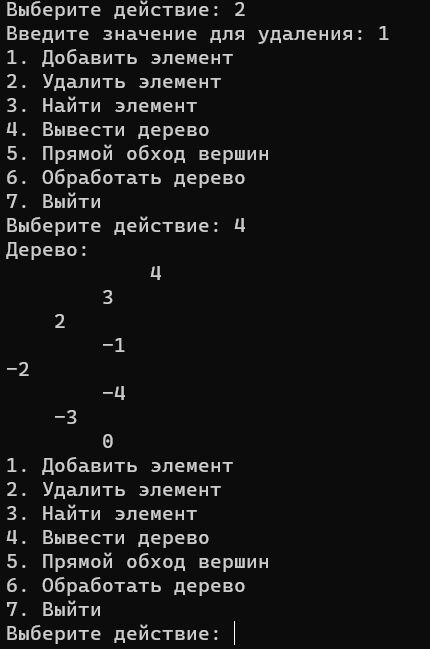 Выберите действие: 2
Введите значение для удаления: 1
1. Добавить элемент
2. Удалить элемент
3. Найти элемент
4. Вывести дерево
5. Прямой обход вершин
6. Обработать дерево
7. Выйти
Выберите действие: 4
Дерево:
            4
        3
    2
        -1
-2
        -4
    -3
        0
1. Добавить элемент
2. Удалить элемент
3. Найти элемент
4. Вывести дерево
5. Прямой обход вершин
6. Обработать дерево
7. Выйти
Выберите действие: